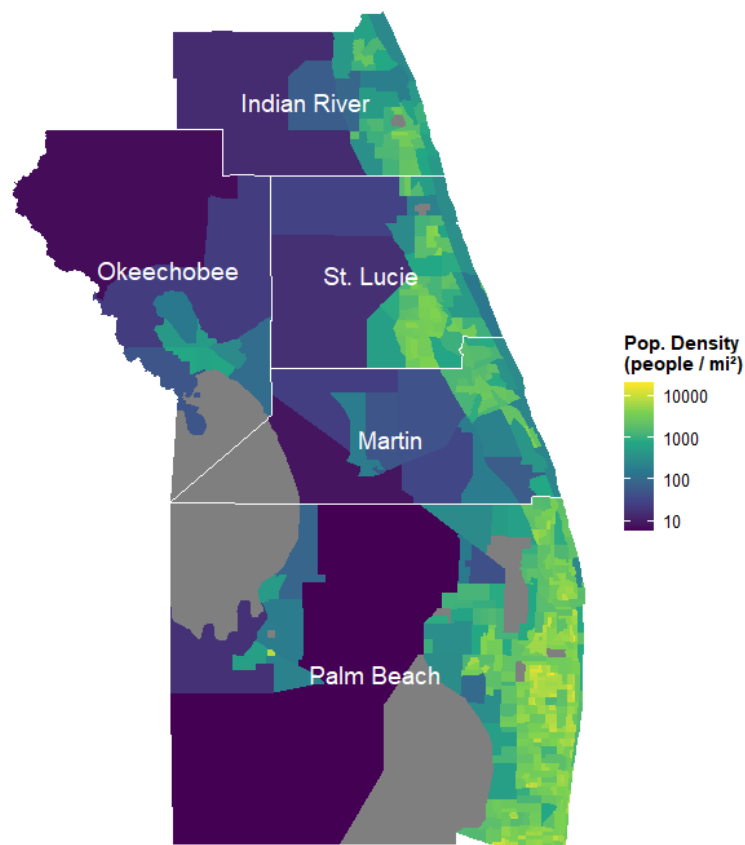 Indian River
Okeechobee
St. Lucie
Pop. Density
(people / mi²)
10000
1000
100
10
Martin
Palm Beach